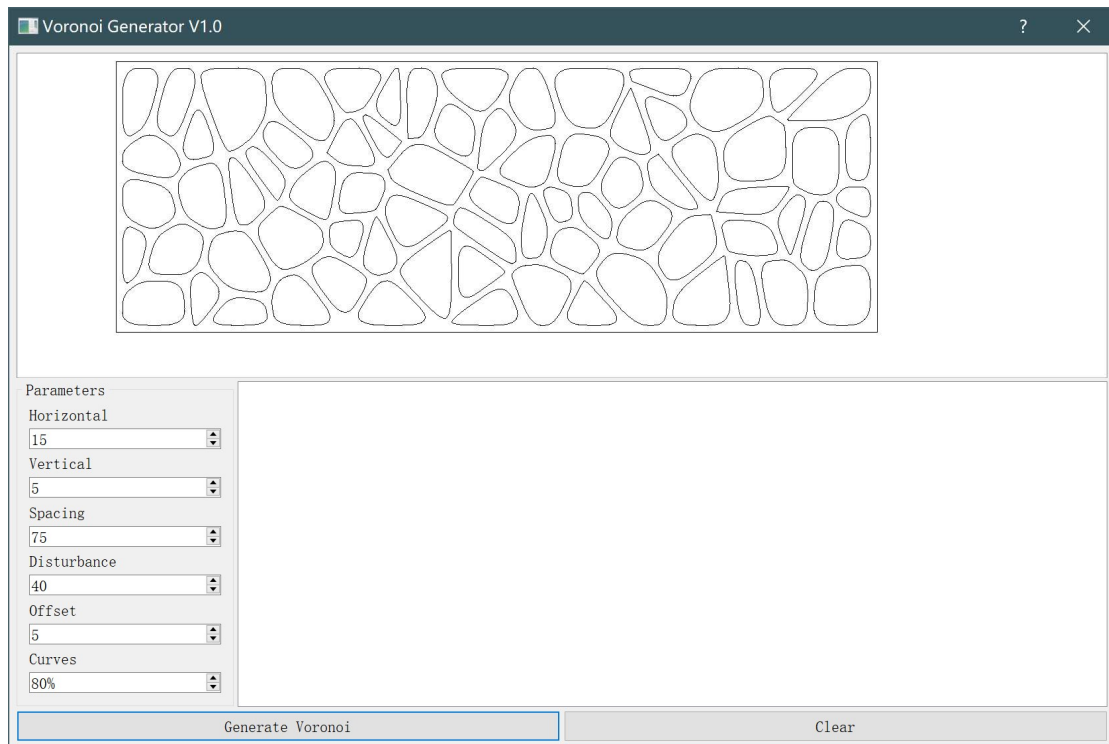 Voronoi Generator V1.0
?
Parameters
Horizontal
15
Vertical
5
Spacing
75
Disturbance
40
Offset
5
Curves
80%
Generate Voronoi
Clear